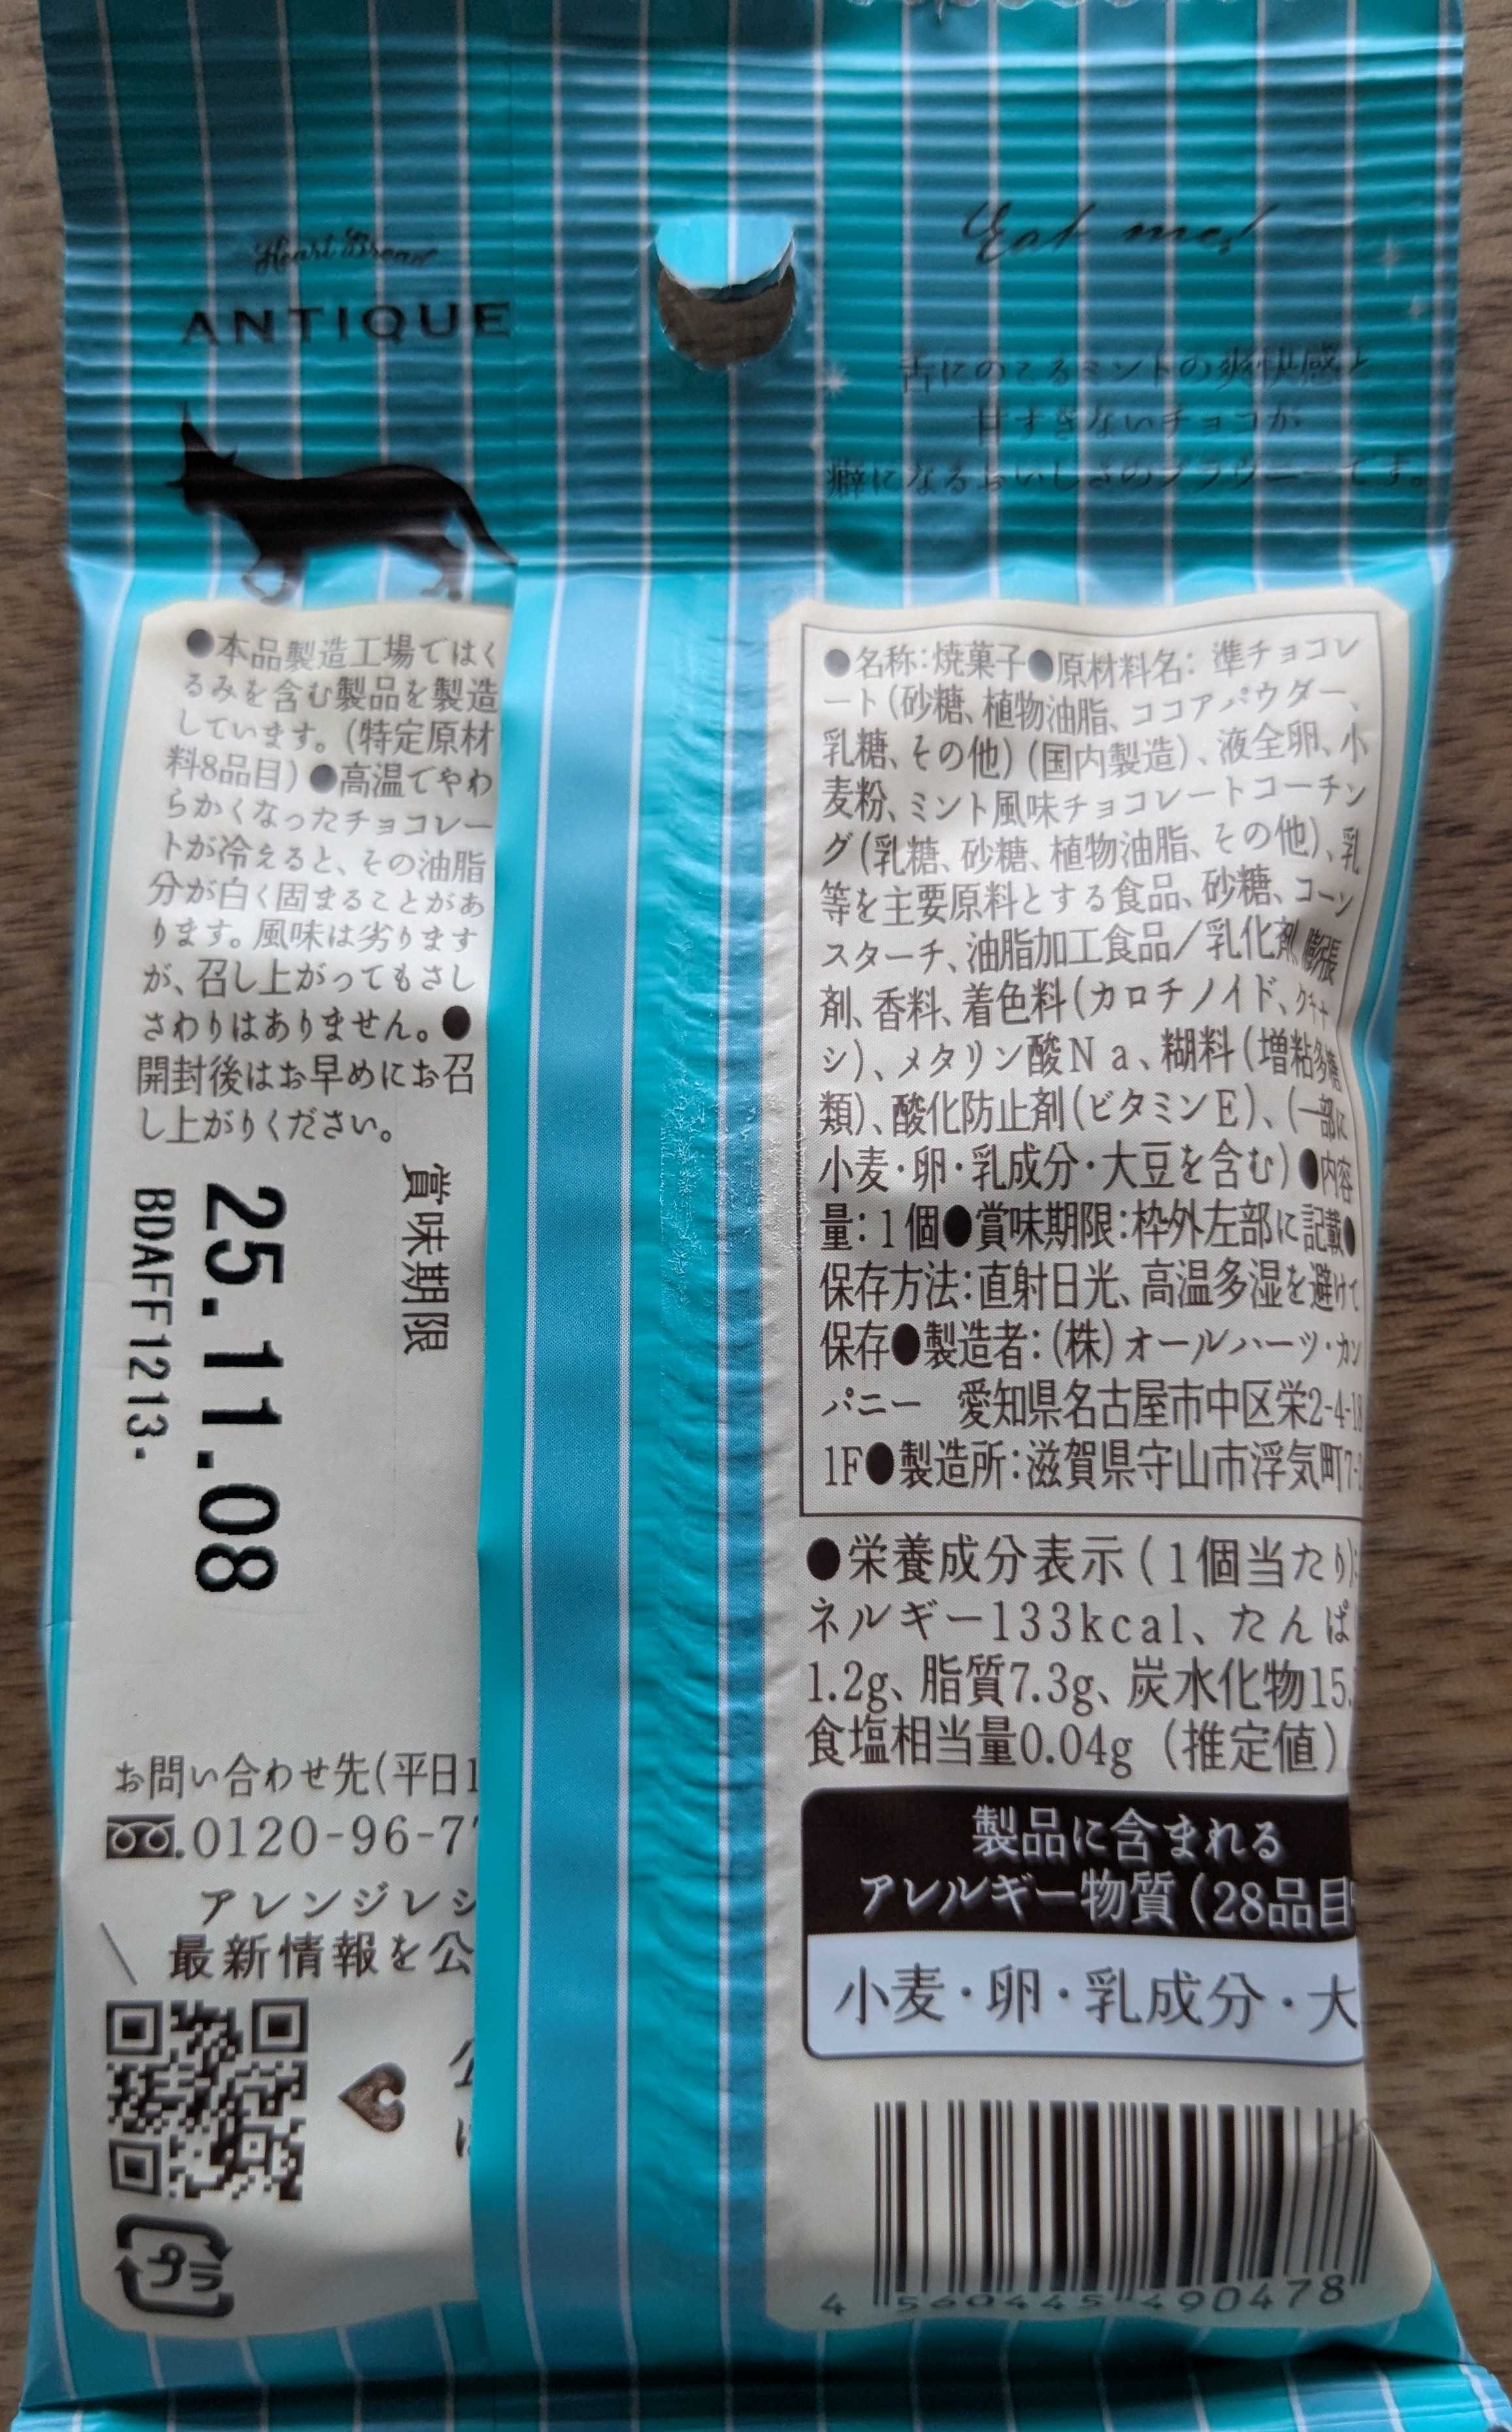 Heart Bread
ANTIQUE
Eat me!
舌にのこるミントの爽快感と
甘すぎないチョコが
癖になるおいしさのブラウニーです。
●本品製造工場ではく
るみを含む製品を製造
しています。(特定原材
料8品目)●高温でやわ
らかくなったチョコレー
トが冷えると、その油脂
分が白く固まることがあ
ります。風味は劣ります
が、召し上がってもさし
さわりはありません。●
開封後はお早めにお召
し上がりください。
賞味期限
25.11.08
BDAFF1213.
お問い合わせ先(平日1
.0120-96-77
アレンジレシ
最新情報を公
プラ
●名称:焼菓子●原材料名:準チョコレ
ート(砂糖、植物油脂、ココアパウダー、
乳糖、その他)(国内製造)、液全卵、小
麦粉、ミント風味チョコレートコーチン
グ(乳糖、砂糖、植物油脂、その他)、乳
等を主要原料とする食品、砂糖、コーン
スターチ、油脂加工食品/乳化剤、膨張
剤、香料、着色料(カロチノイド、クチナ
シ)、メタリン酸Na、糊料(増粘多糖
類)、酸化防止剤(ビタミンE)、(一部に
小麦・卵・乳成分・大豆を含む)●内容
量:1個●賞味期限:枠外左部に記載●
保存方法:直射日光、高温多湿を避けて
保存●製造者:(株)オールハーツ・カン
パニー 愛知県名古屋市中区栄2-4-18
1F●製造所:滋賀県守山市浮気町7-
●栄養成分表示(1個当たり)
ネルギー133kcal、たんぱ
1.2g、脂質7.3g、炭水化物15.
食塩相当量0.04g(推定値)
製品に含まれる
アレルギー物質(28品目
小麦・卵・乳成分・大
4 560445 490478